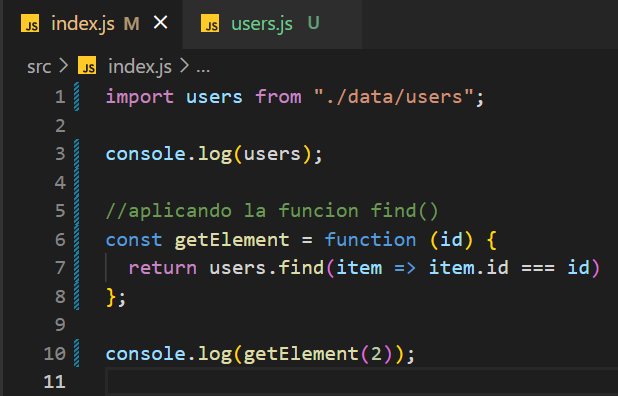 JS index.js M × JS users.js U
src > JS index.js > ...
1 import users from "./data/users";
2
3 console.log(users);
4
5 //aplicando la funcion find()
6 const getElement = function (id) {
7   return users.find(item => item.id === id)
8 };
9
10 console.log(getElement(2));
11